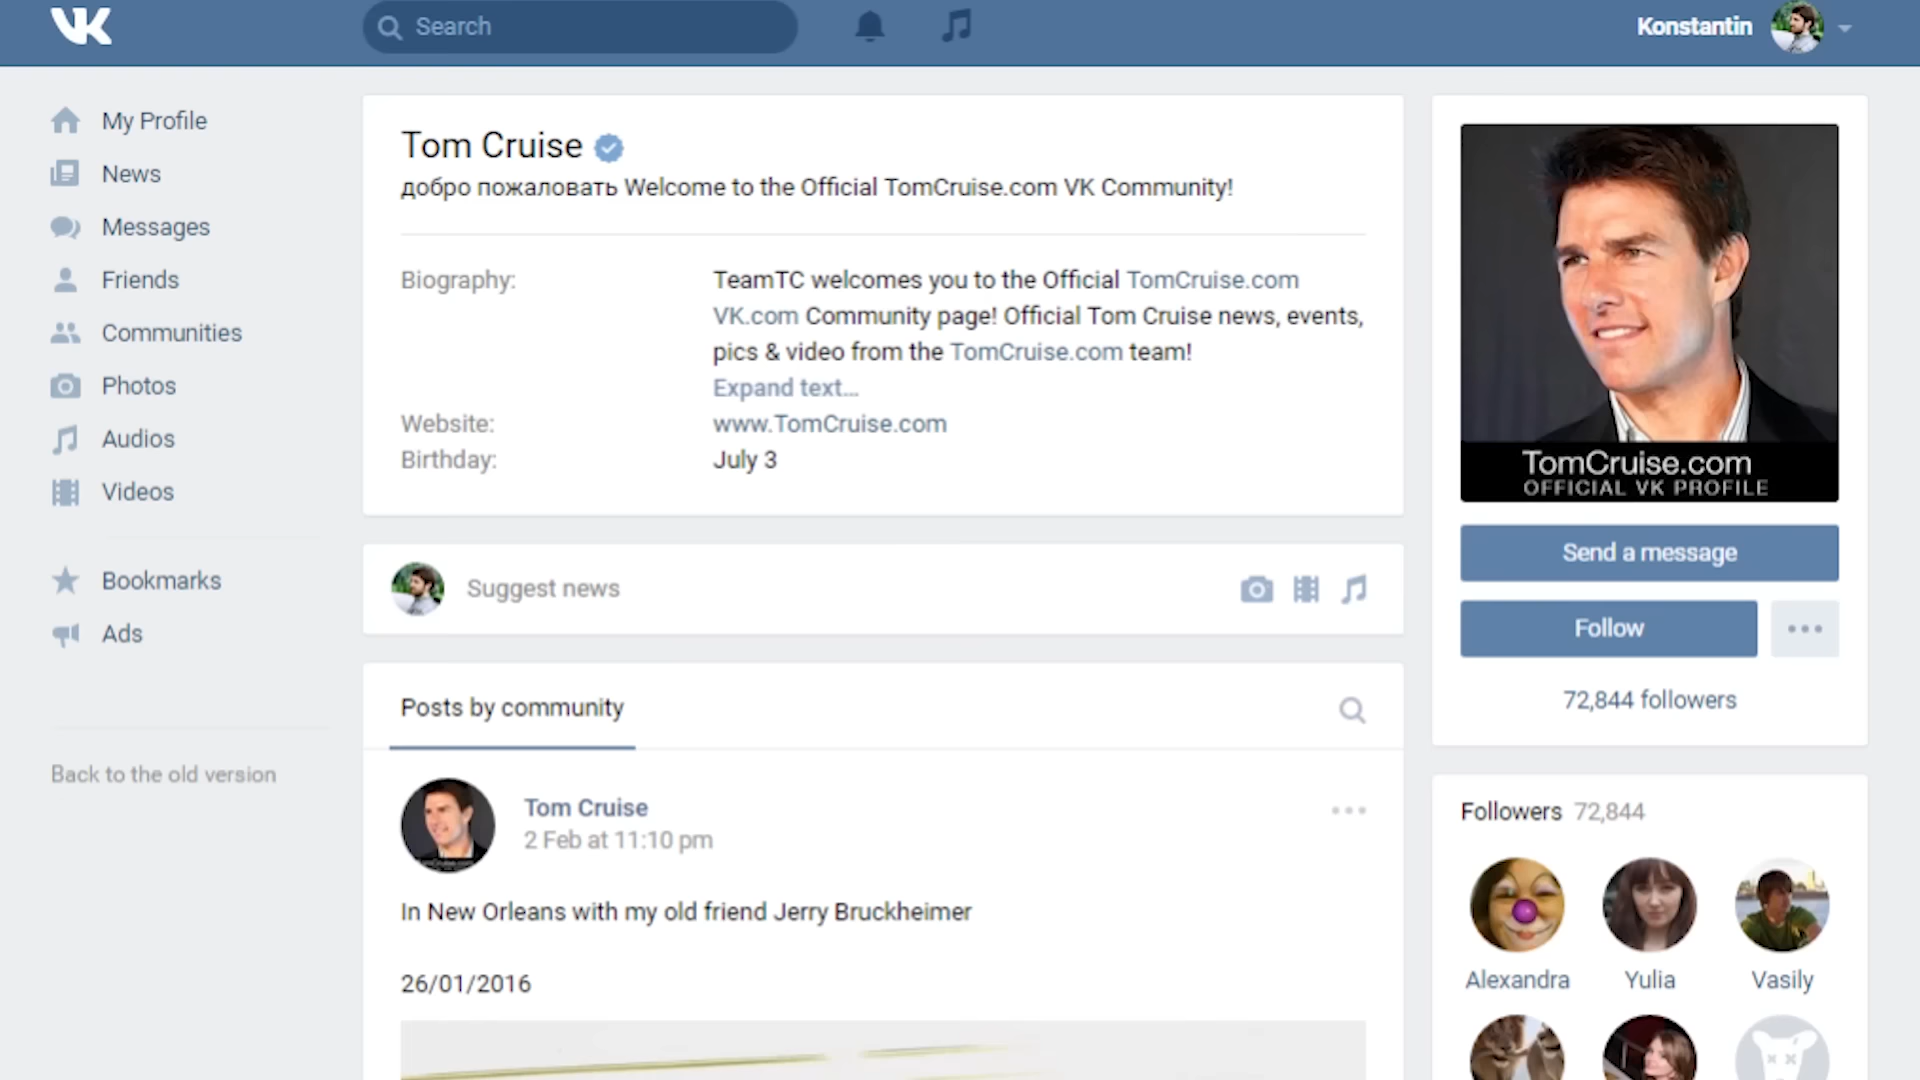 VK
Search
Konstantin
My Profile
News
Messages
Friends
Communities
Photos
Audios
Videos
Bookmarks
Ads
Back to the old version
Tom Cruise
добро пожаловать Welcome to the Official TomCruise.com VK Community!
Biography:
TeamTC welcomes you to the Official TomCruise.com
VK.com Community page! Official Tom Cruise news, events,
pics & video from the TomCruise.com team!
Expand text...
Website:
www.TomCruise.com
Birthday:
July 3
Suggest news
Posts by community
Tom Cruise
2 Feb at 11:10 pm
In New Orleans with my old friend Jerry Bruckheimer
26/01/2016
TomCruise.com
OFFICIAL VK PROFILE
Send a message
Follow
72,844 followers
Followers 72,844
Alexandra
Yulia
Vasily